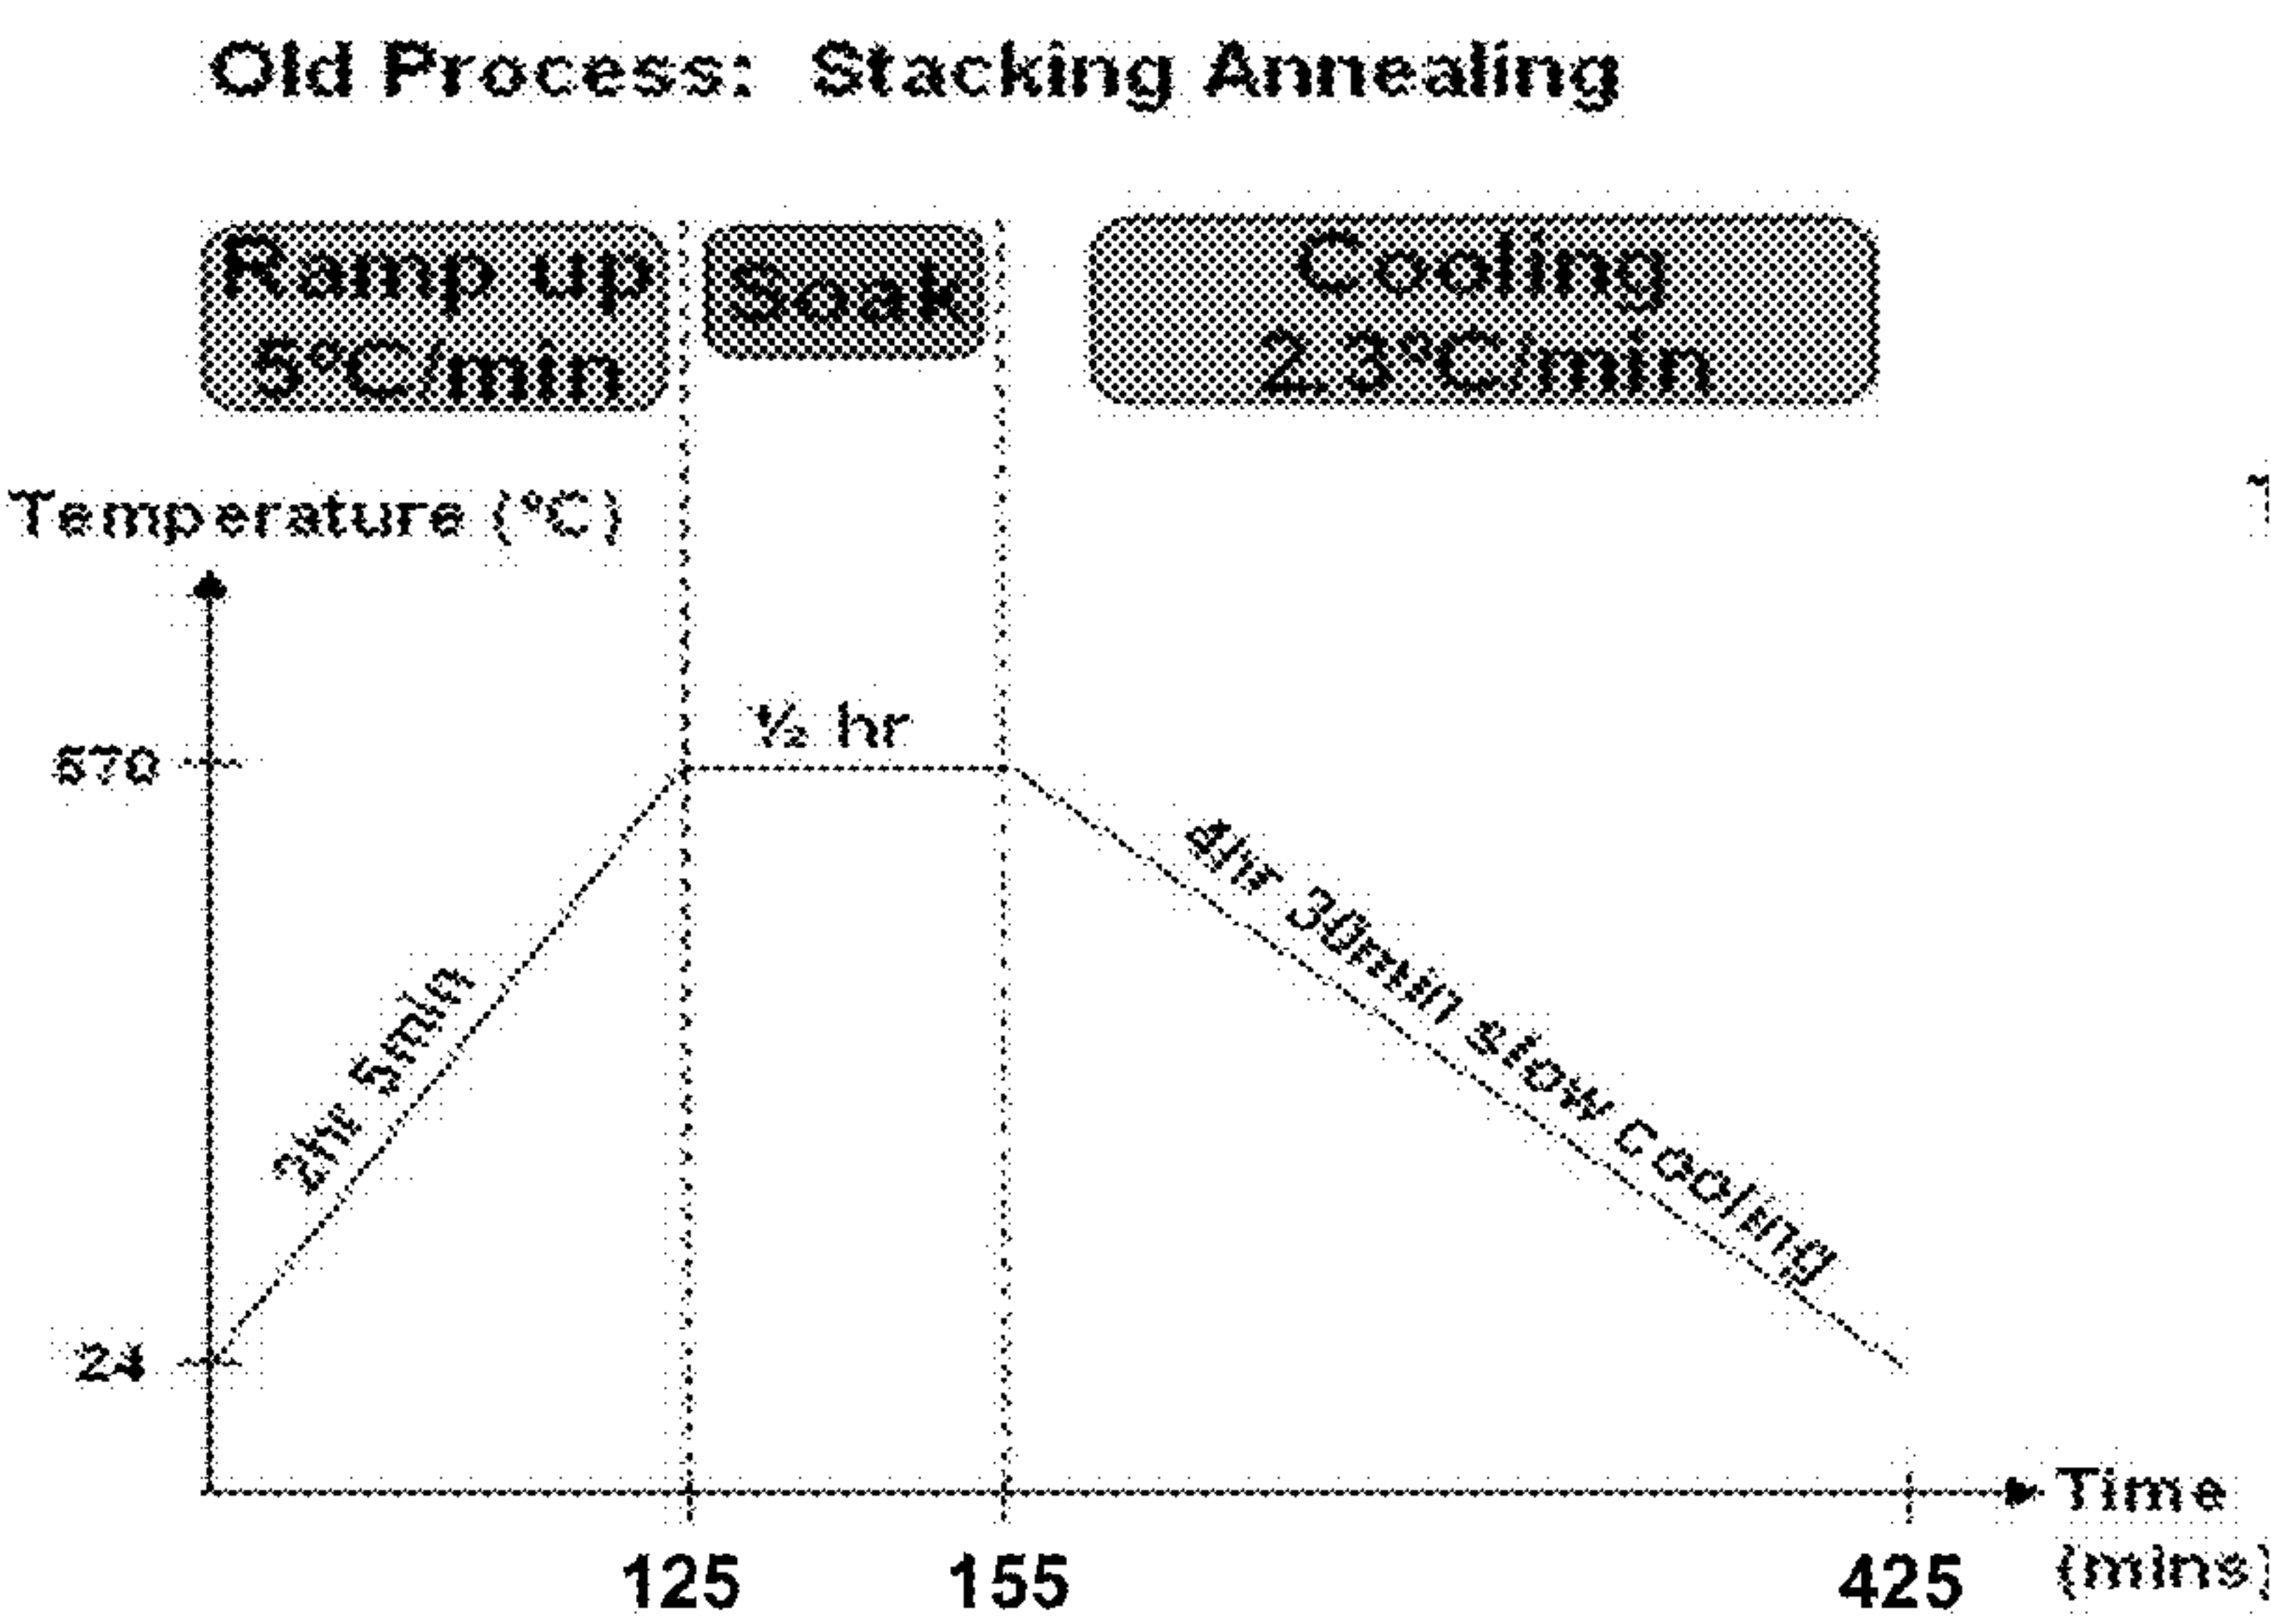 Old Process: Stacking Annealing
Ramp up
5°C/min
Soak
Cooling
2.3°C/min
Temperature (°C)
½ hr
2hr 5min
4hr 30min slow cooling
24
125
155
425
Time
(mins)